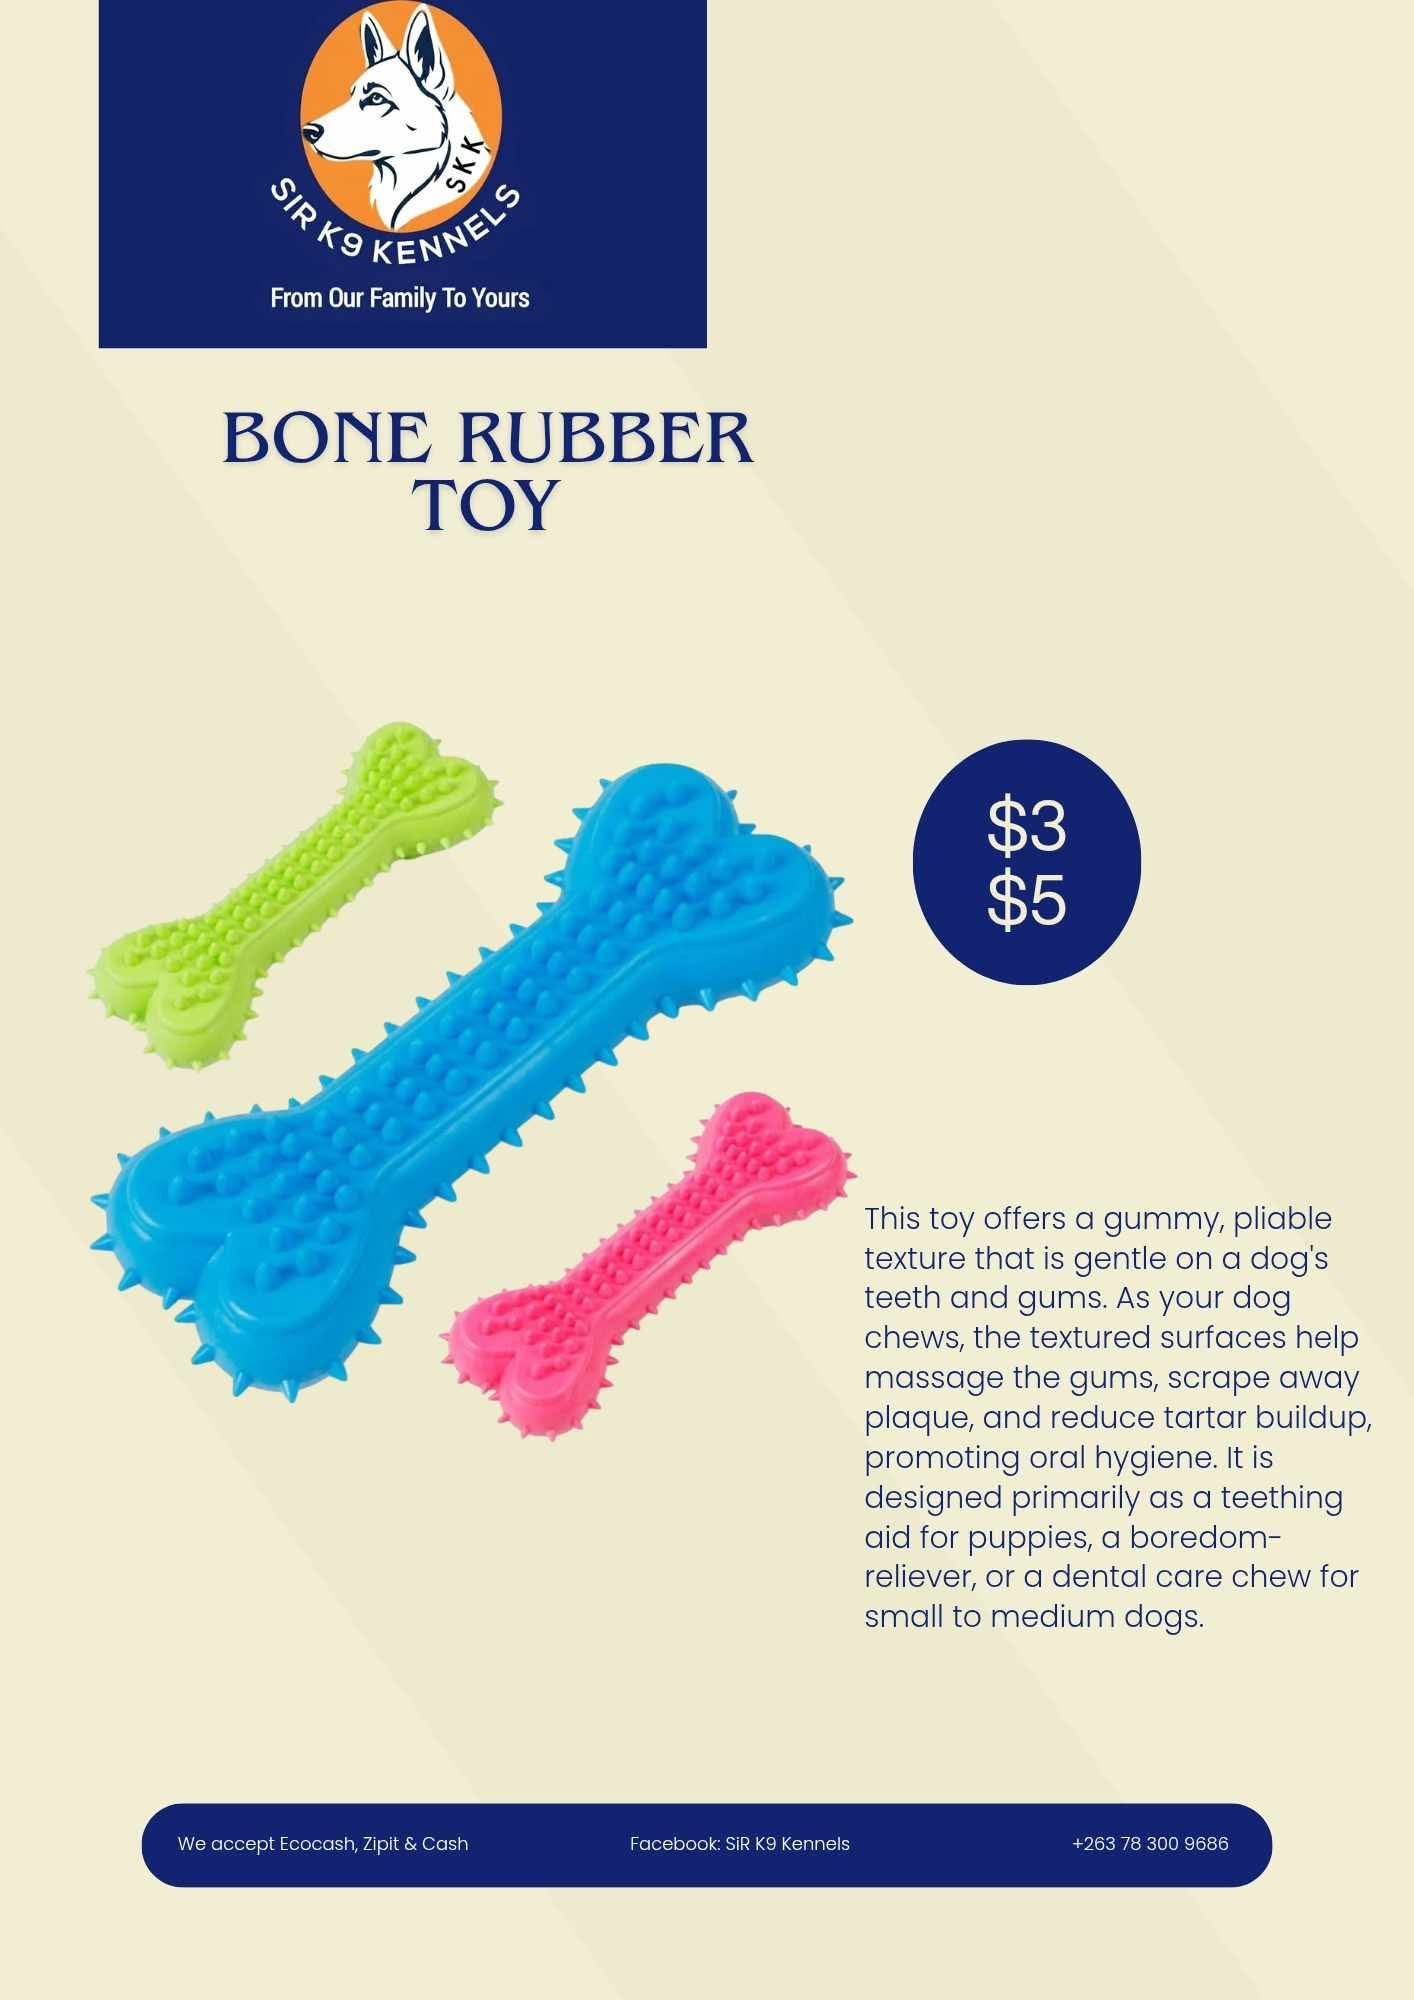 SKK
SIR K9 KENNELS
From Our Family To Yours
BONE RUBBER
TOY
$3
$5
This toy offers a gummy, pliable
texture that is gentle on a dog's
teeth and gums. As your dog
chews, the textured surfaces help
massage the gums, scrape away
plaque, and reduce tartar buildup,
promoting oral hygiene. It is
designed primarily as a teething
aid for puppies, a boredom-
reliever, or a dental care chew for
small to medium dogs.
We accept Ecocash, Zipit & Cash
Facebook: SiR K9 Kennels
+263 78 300 9686